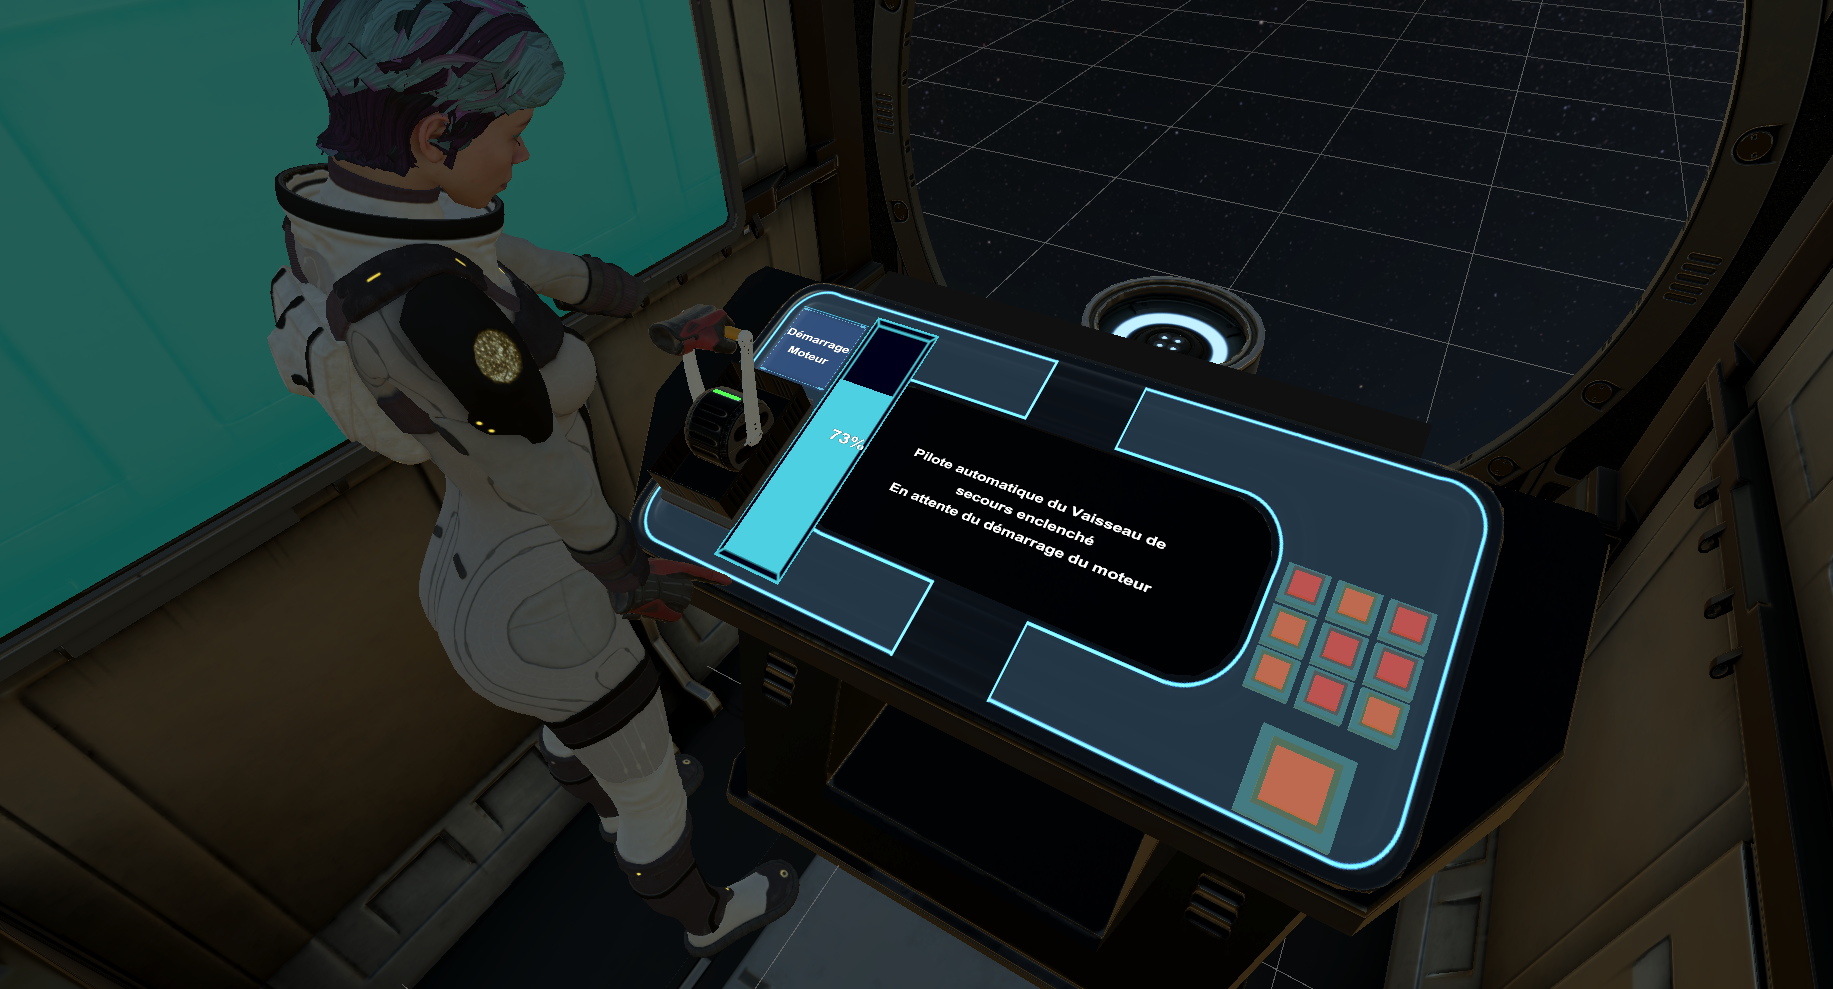 Démarrage
Moteur
73%
Pilote automatique du Vaisseau de
secours enclenché
En attente du démarrage du moteur